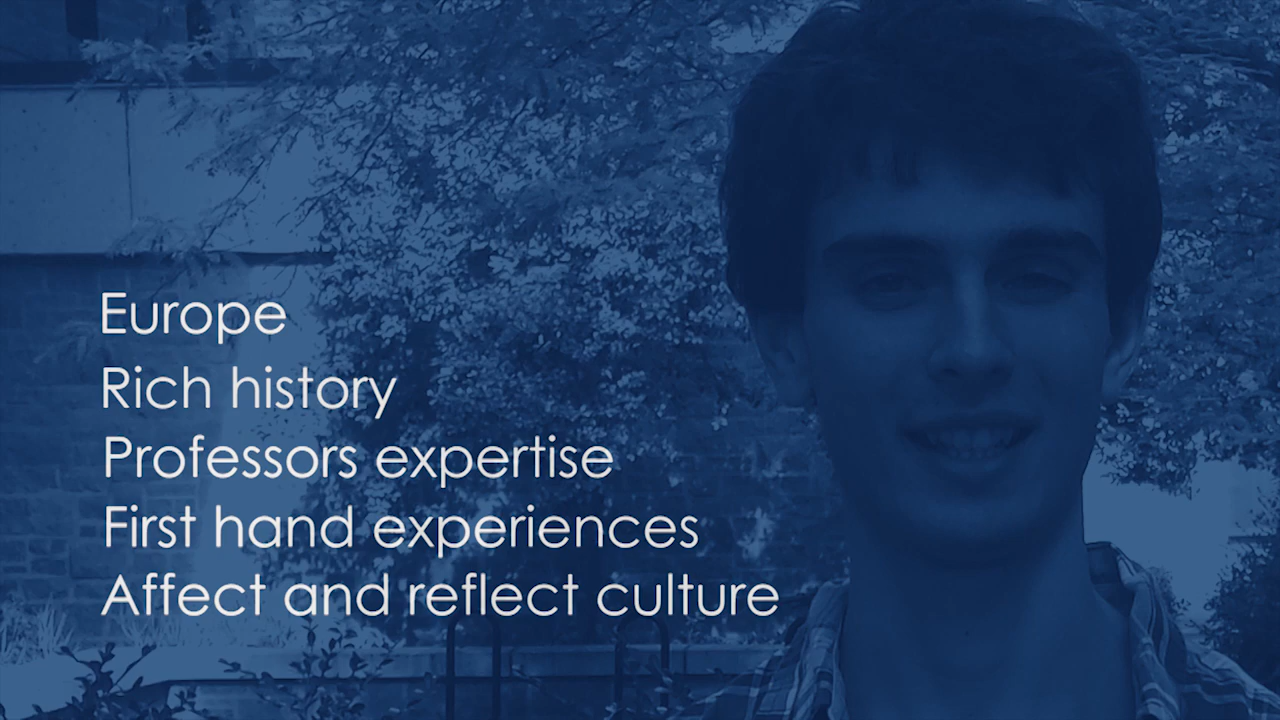 Europe
Rich history
Professors expertise
First hand experiences
Affect and reflect culture